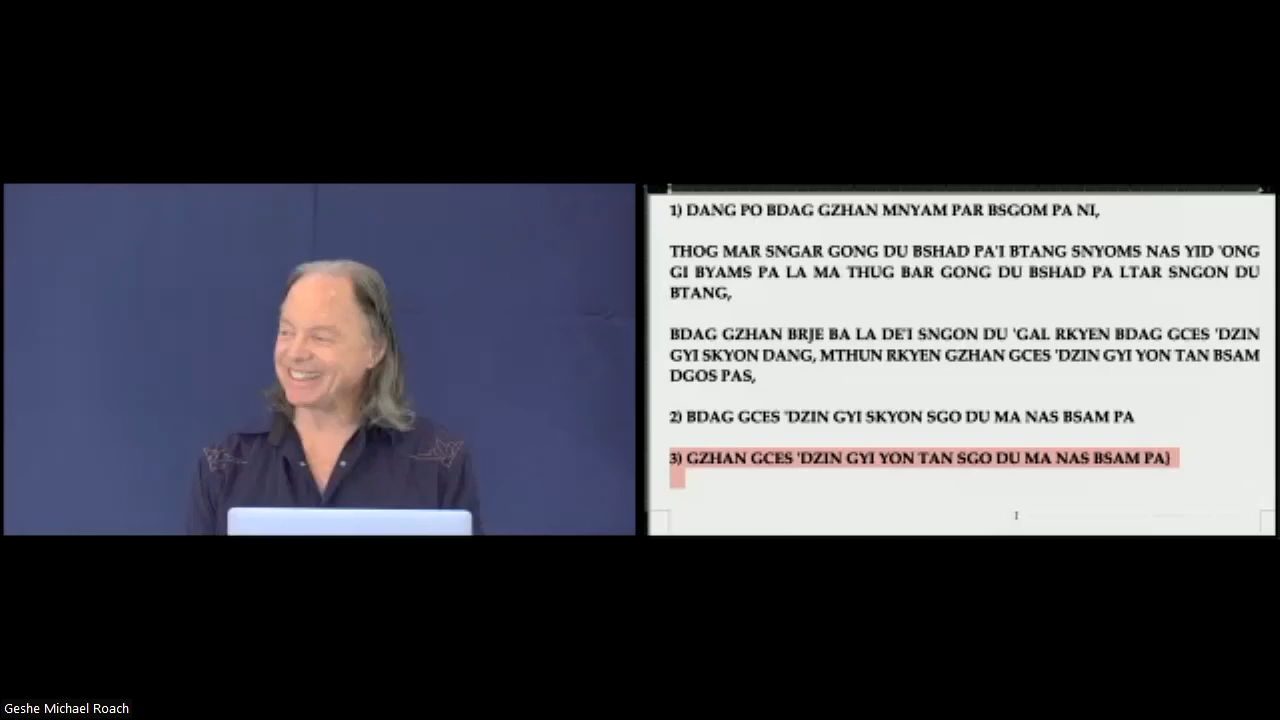 1) DANG PO BDAG GZHAN MNYAM PAR BSGOM PA NI,
THOG MAR SNGAR GONG DU BSHAD PA'I BTANG SNYOMS NAS YID 'ONG
GI BYAMS PA LA MA THUG BAR GONG DU BSHAD PA LTAR SNGON DU
BTANG,
BDAG GZHAN BRJE BA LA DE'I SNGON DU 'GAL RKYEN BDAG GCES 'DZIN
GYI SKYON DANG, MTHUN RKYEN GZHAN GCES 'DZIN GYI YON TAN BSAM
DGOS PAS,
2) BDAG GCES 'DZIN GYI SKYON SGO DU MA NAS BSAM PA
3) GZHAN GCES 'DZIN GYI YON TAN SGO DU MA NAS BSAM PA}
Geshe Michael Roach